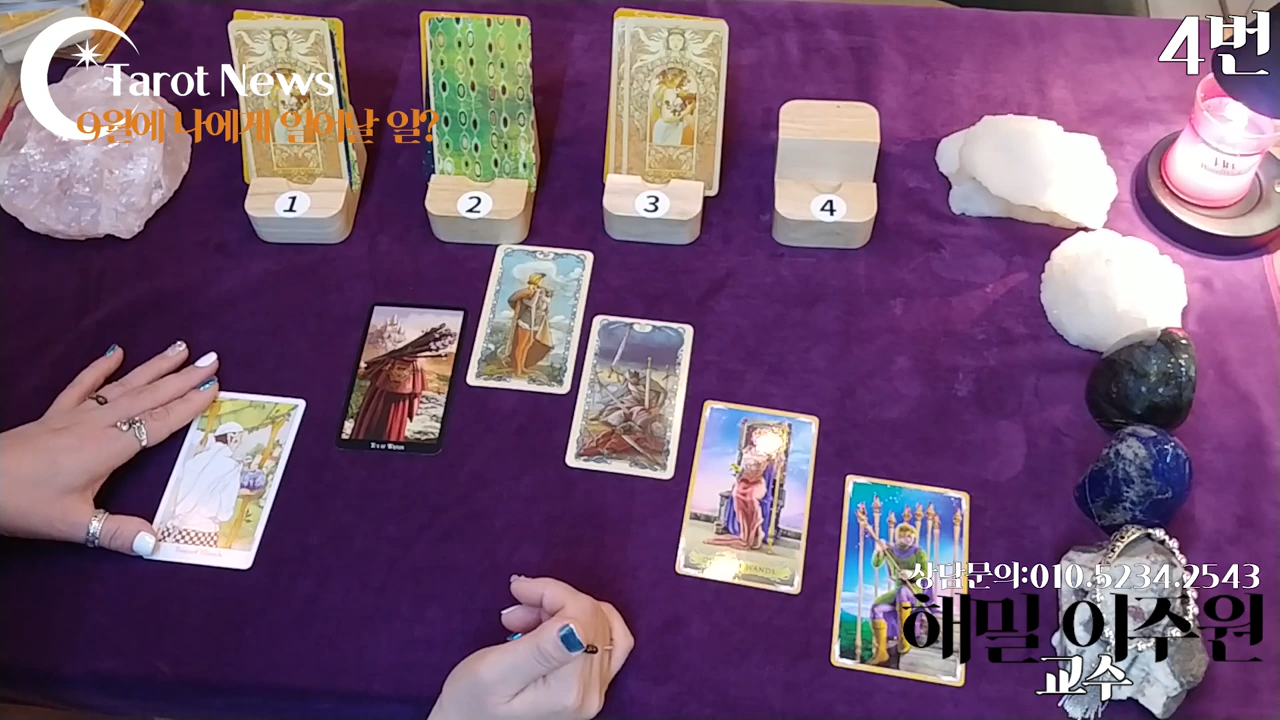 Tarot News
9월에 나에게 일어날 일?
4번
1
2
3
4
상담문의:010.5234.2543
해밀 이주원
교수